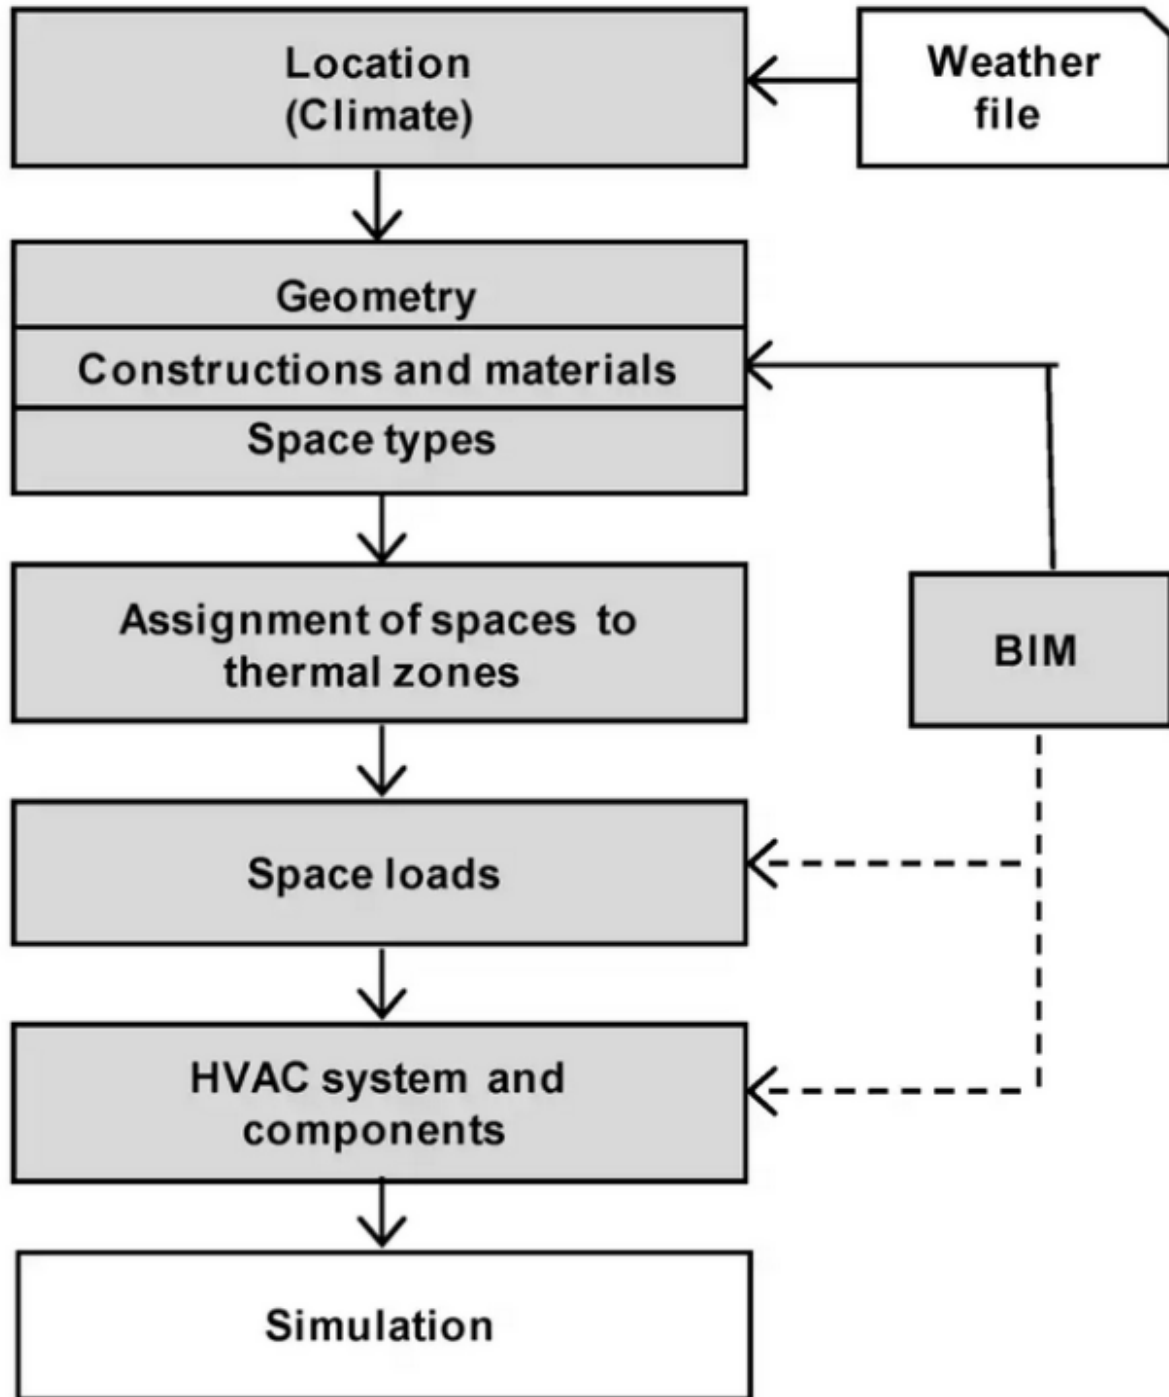 Location
(Climate)
Weather
file
Geometry
Constructions and materials
Space types
Assignment of spaces to
thermal zones
BIM
Space loads
HVAC system and
components
Simulation